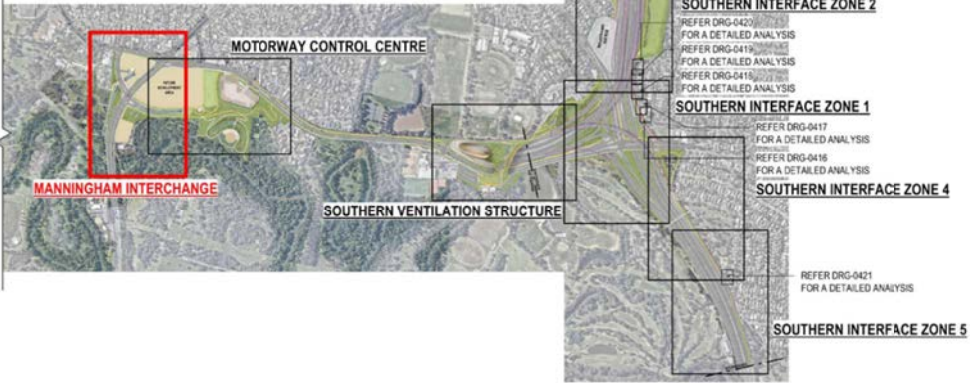 SOUTHERN INTERFACE ZONE 2
REFER DRG-0420
FOR A DETAILED ANALYSIS
REFER DRG-0419
FOR A DETAILED ANALYSIS
REFER DRG-0418
FOR A DETAILED ANALYSIS
MOTORWAY CONTROL CENTRE
SOUTHERN INTERFACE ZONE 1
REFER DRG-0417
FOR A DETAILED ANALYSIS
REFER DRG-0416
FOR A DETAILED ANALYSIS
MANNINGHAM INTERCHANGE
SOUTHERN INTERFACE ZONE 4
SOUTHERN VENTILATION STRUCTURE
REFER DRG-0421
FOR A DETAILED ANALYSIS
SOUTHERN INTERFACE ZONE 5